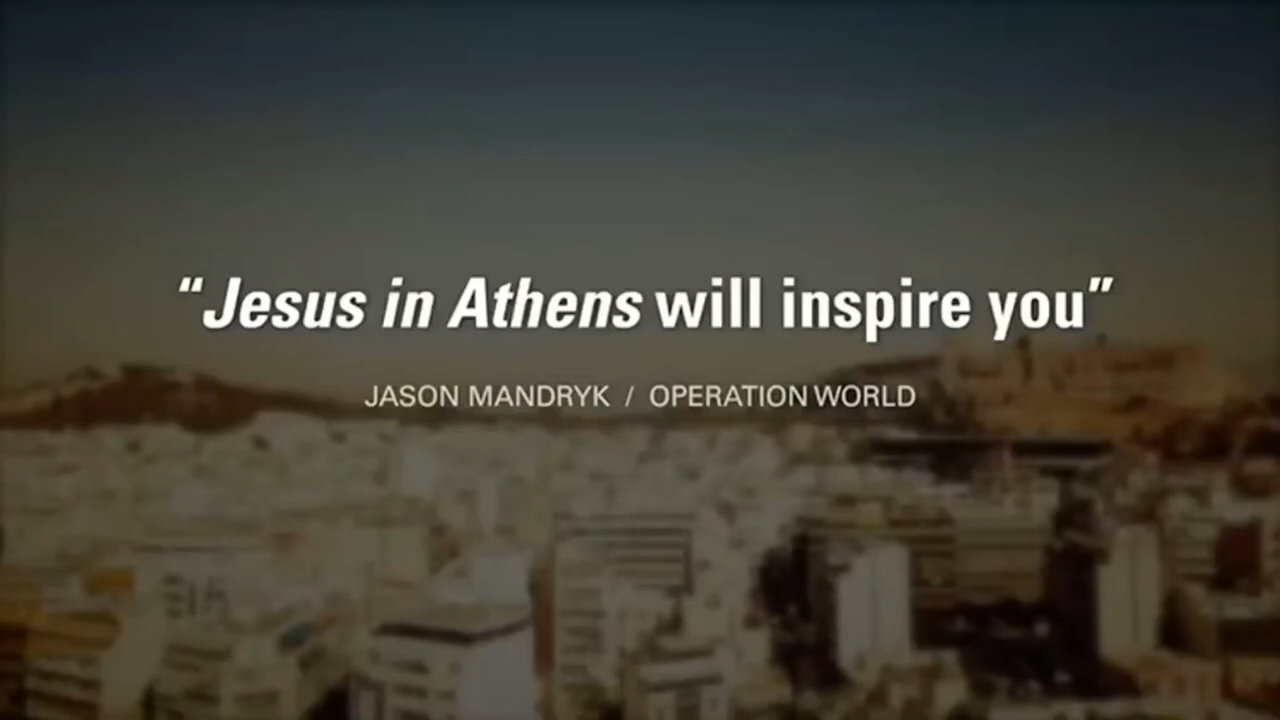 “Jesus in Athens will inspire you”
JASON MANDRYK / OPERATION WORLD